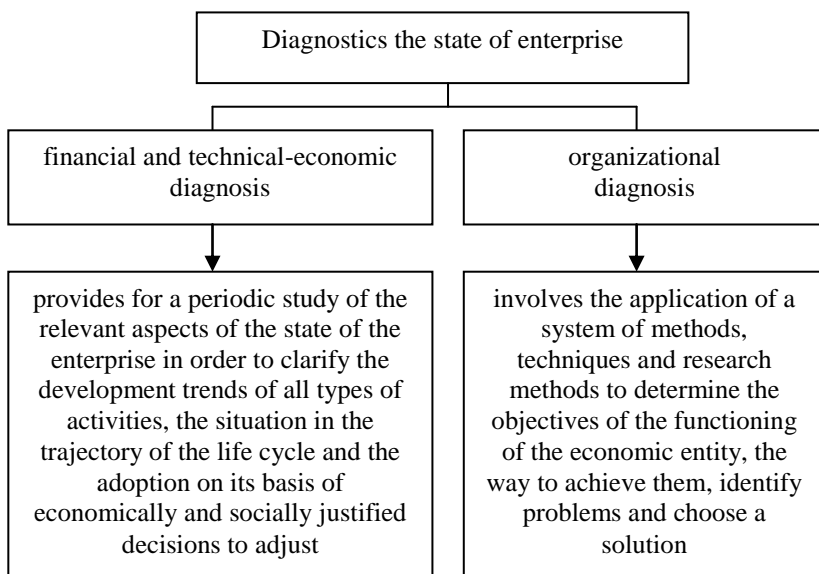 Diagnostics the state of enterprise
financial and technical-economic
diagnosis
organizational
diagnosis
provides for a periodic study of the
relevant aspects of the state of the
enterprise in order to clarify the
development trends of all types of
activities, the situation in the
trajectory of the life cycle and the
adoption on its basis of
economically and socially justified
decisions to adjust
involves the application of a
system of methods,
techniques and research
methods to determine the
objectives of the functioning
of the economic entity, the
way to achieve them, identify
problems and choose a
solution